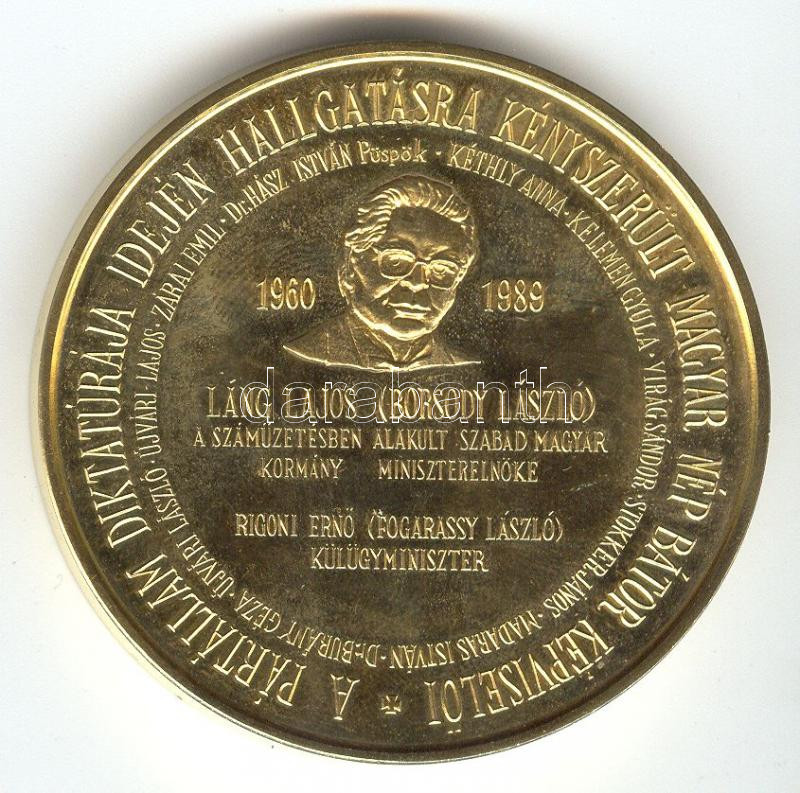 A PÁRTÁLLAM DIKTATÚRÁJA IDEJÉN HALLGATÁSRA KÉNYSZERÜLT MAGYAR NÉP BÁTOR KÉPVISELŐI
Dr. BURÁNY GÉZA · ÚJVÁRI LÁSZLÓ · ÚJVÁRI LAJOS · ZÁRAI EMIL · Dr. HÁSZ ISTVÁN Püspök · KÉTHLY ANNA · KELEMEN GYULA · VIRÁG SÁNDOR · STOKKER JÁNOS · MADARAS ISTVÁN
1960 1989
LÁNG LAJOS (BORSODY LÁSZLÓ)
A SZÁMŰZETÉSBEN ALAKULT SZABAD MAGYAR
KORMÁNY MINISZTERELNÖKE
RIGONI ERNŐ (FOGARASSY LÁSZLÓ)
KÜLÜGYMINISZTER
darabanth